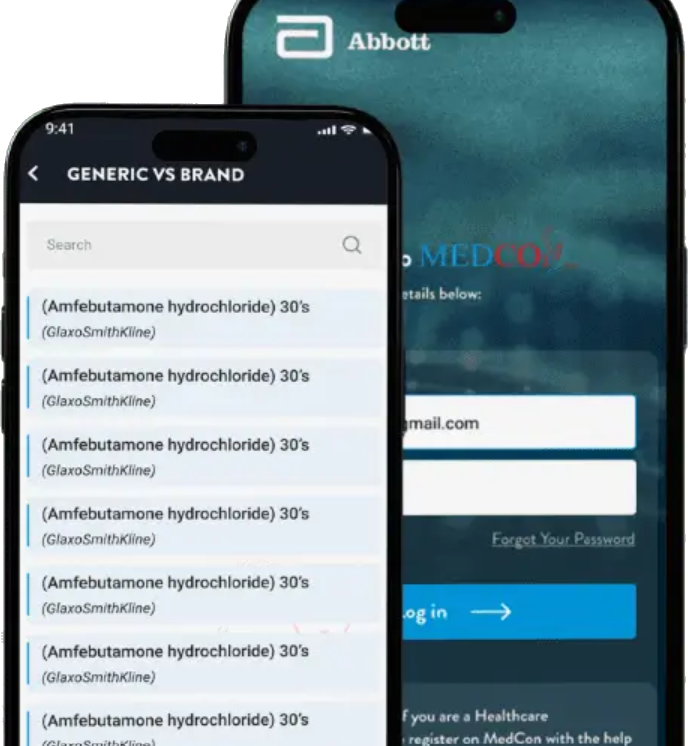 Abbott
9:41
GENERIC VS BRAND
Search
(Amfebutamone hydrochloride) 30's
(GlaxoSmithKline)
(Amfebutamone hydrochloride) 30's
(GlaxoSmithKline)
(Amfebutamone hydrochloride) 30's
(GlaxoSmithKline)
(Amfebutamone hydrochloride) 30's
(GlaxoSmithKline)
(Amfebutamone hydrochloride) 30's
(GlaxoSmithKline)
(Amfebutamone hydrochloride) 30's
(GlaxoSmithKline)
(Amfebutamone hydrochloride) 30's
(GlaxoSmithKline)
MEDCON
below:
gmail.com
Forgot Your Password
in
you are a Healthcare
register on MedCon with the help